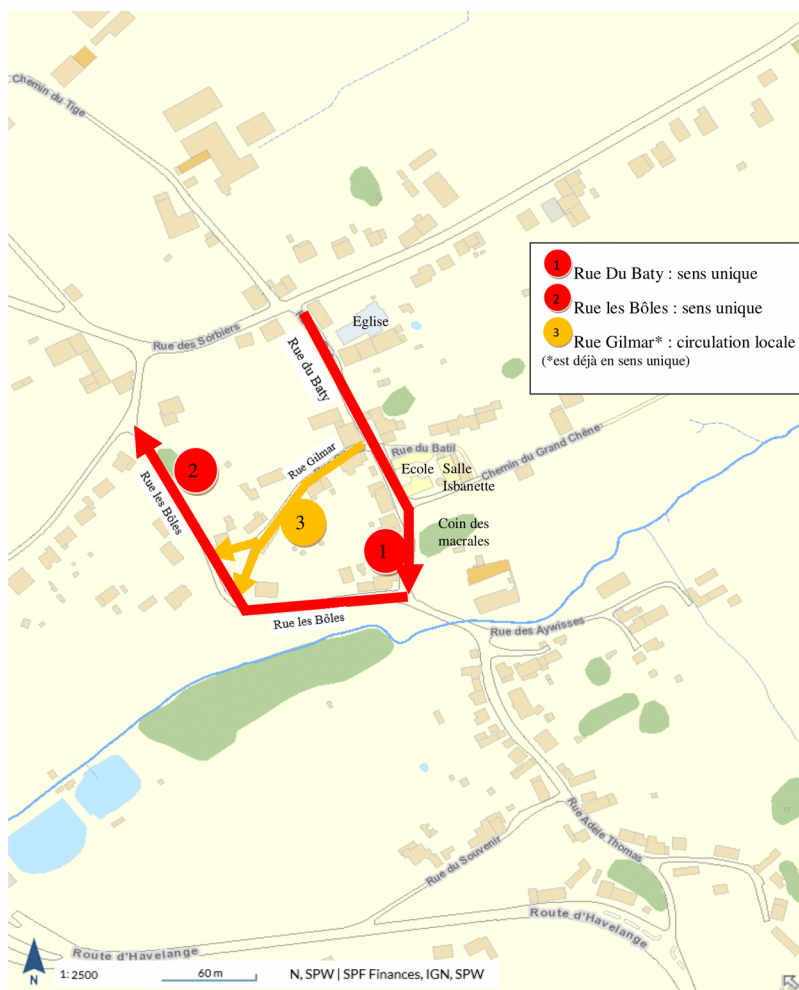 Chemin du Tige
1 Rue Du Baty : sens unique
2 Rue les Bôles : sens unique
3 Rue Gilmar* : circulation locale
(*est déjà en sens unique)
Eglise
Rue des Sorbiers
Rue du Baty
Rue du Batil
Chemin du Grand Chêne
Rue Gilmar
Ecole
Salle
Isbanette
2
Rue les Bôles
3
Coin des
macrales
1
Rue les Bôles
Rue des Aywisses
Rue Adèle Thomas
Rue du Souvenir
Route d'Havelange
Route d'Havelange
N
1: 2500
60 m
N, SPW | SPF Finances, IGN, SPW